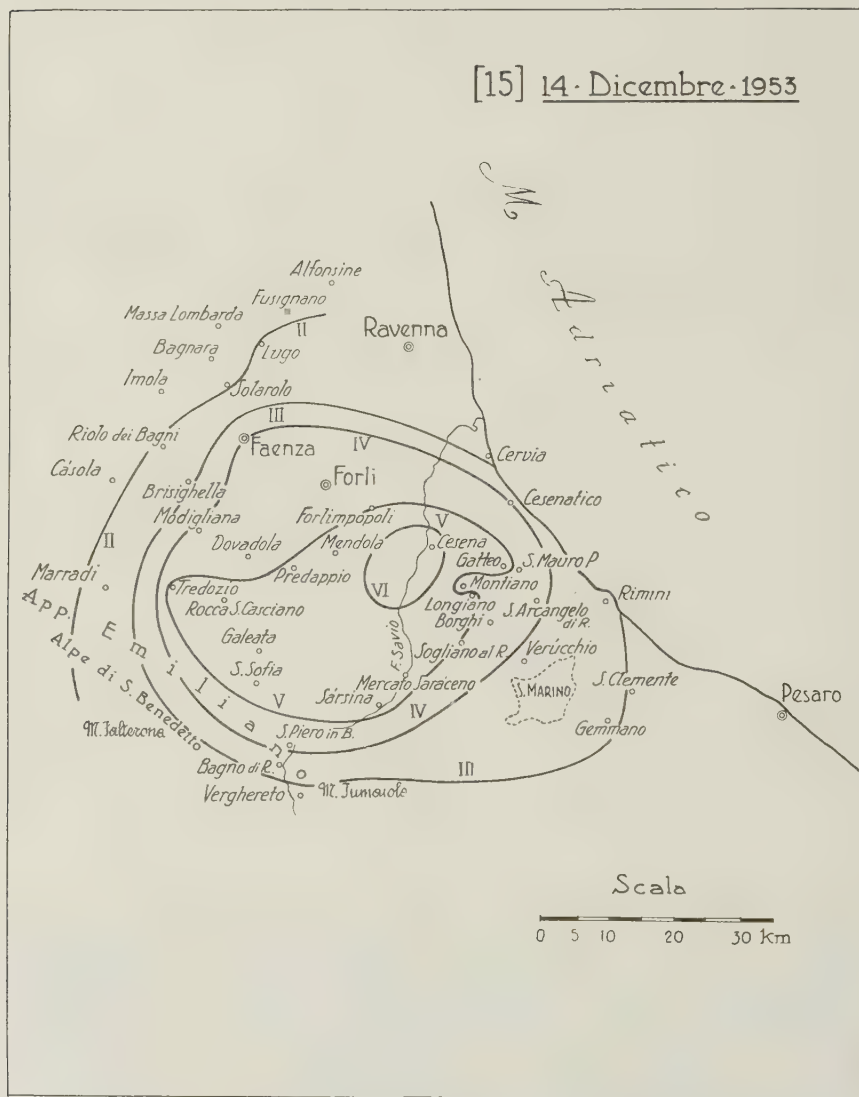 [15] 14 · Dicembre · 1953
M. Adriatico
Alfonsine
Fusignano
Massa Lombarda
II
Ravenna
Lugo
Bagnara
Imola
Solarolo
III
Riolo dei Bagni
Faenza
IV
Cervia
Cásola
Forlì
Brisighella
Cesenatico
Modigliana
Forlimpopoli
V
Dovadola
Mendola
Cesena
II
Gatteo
S. Mauro P.
Predappio
Marradi
Tredozio
VI
Montiano
Rimini
Rocca S. Casciano
Longiano
S. Arcangelo di R.
Borghi
App. Emiliano
Galeata
F. Savio
Sogliano al R.
Verúcchio
Alpe di S. Benedetto
S. Sofia
Mercato Saraceno
S. MARINO
S. Clemente
Sársina
V
IV
Pesaro
M. Falterona
Gemmano
S. Piero in B.
Bagno di R.
III
Verghereto
M. Fumaiolo
Scala
0 5 10 20 30 Km